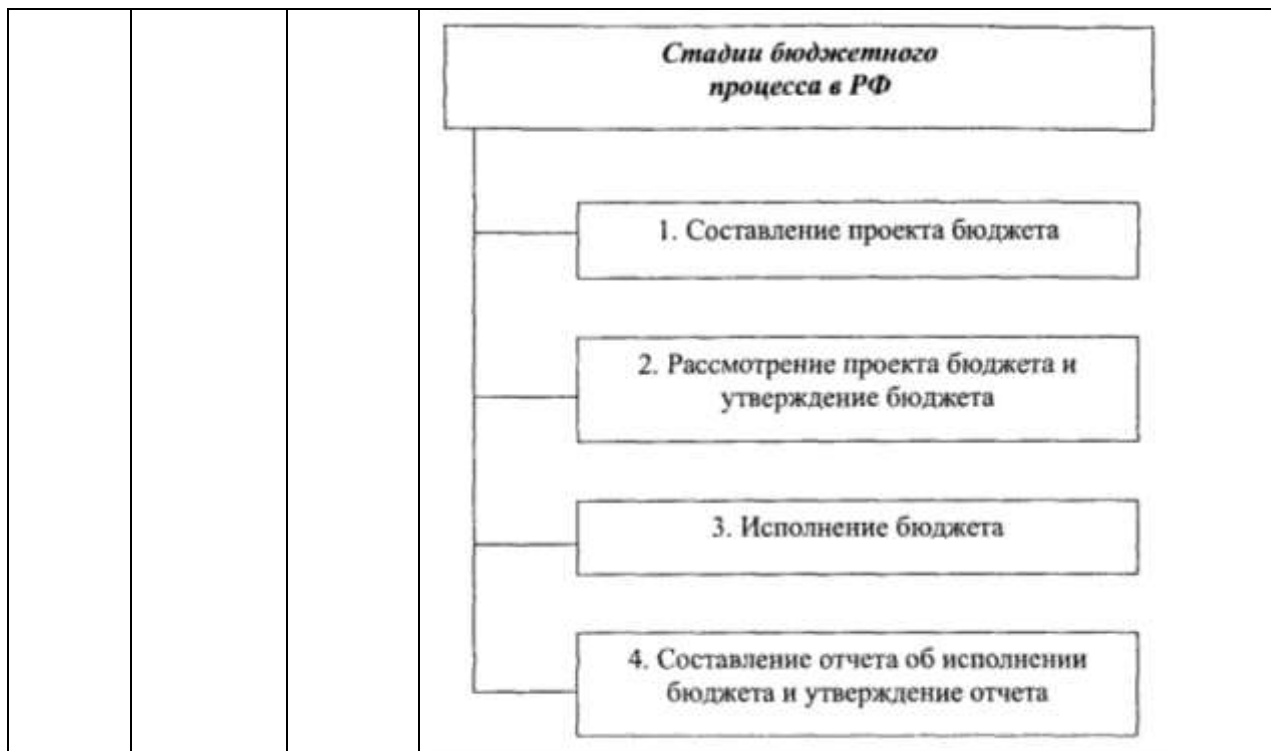 Стадии бюджетного
процесса в РФ
1. Составление проекта бюджета
2. Рассмотрение проекта бюджета и
утверждение бюджета
3. Исполнение бюджета
4. Составление отчета об исполнении
бюджета и утверждение отчета